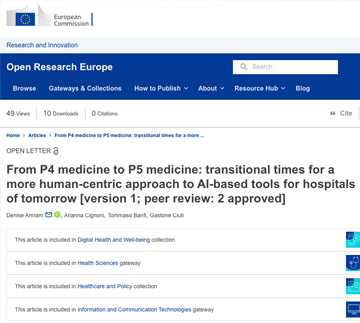 European
Commission
Research and Innovation
Open Research Europe
Search
Browse Gateways & Collections How to Publish About Resource Hub Blog
49 Views 10 Downloads 0 Citations Cite
Home Articles From P4 medicine to P5 medicine: transitional times for a more ...
OPEN LETTER
From P4 medicine to P5 medicine: transitional times for a
more human-centric approach to AI-based tools for hospitals
of tomorrow [version 1; peer review: 2 approved]
Denise Amram, Arianna Cignoni, Tommaso Banfi, Gastone Ciuti
This article is included in Digital Health and Well-being collection
This article is included in Health Sciences gateway
This article is included in Healthcare and Policy collection
This article is included in Information and Communication Technologies gateway